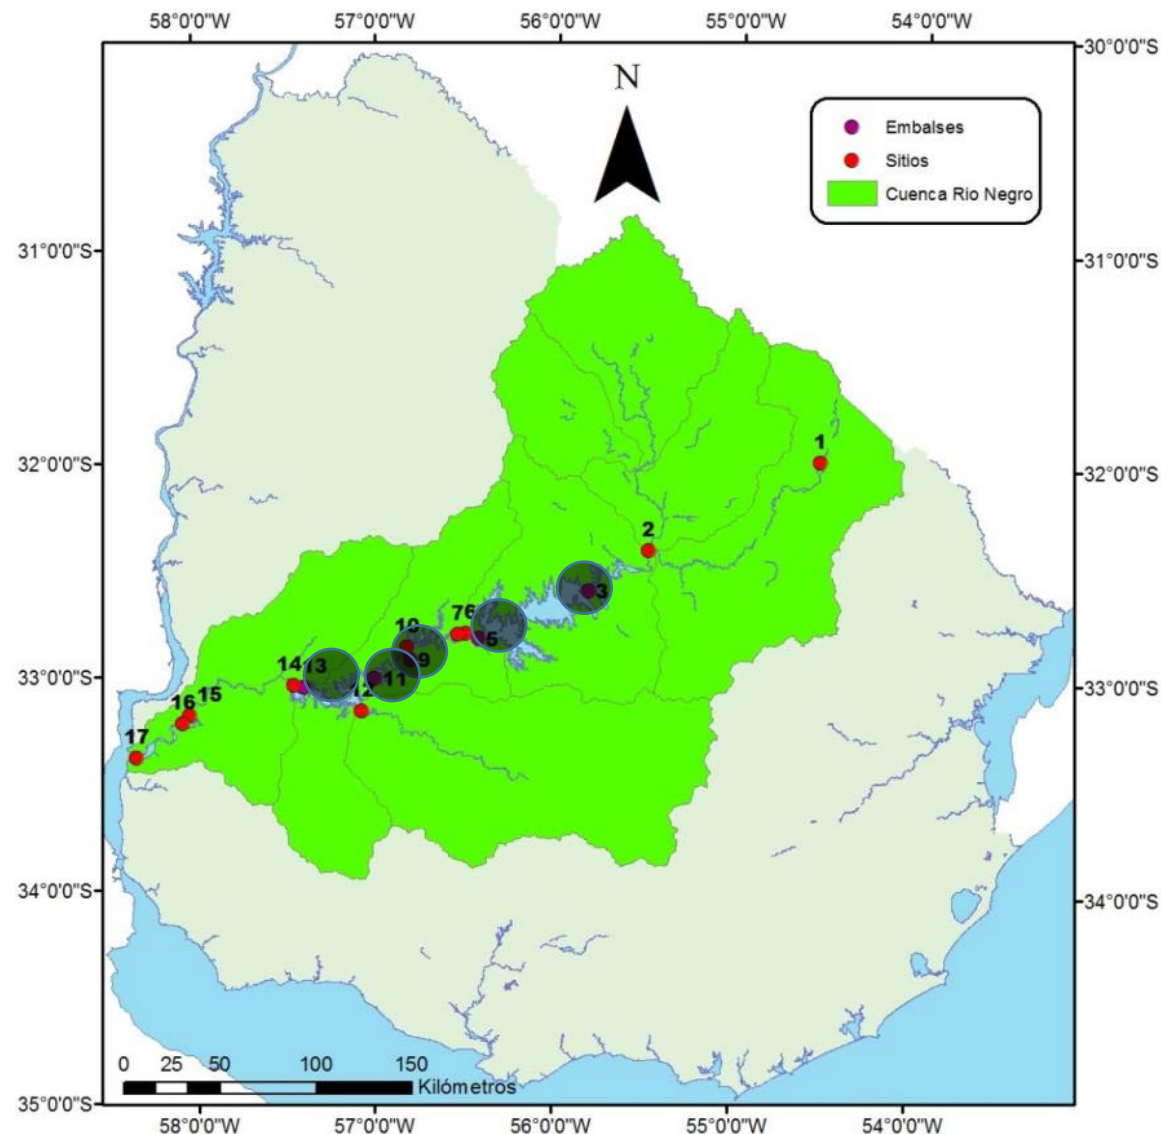 58°0'0"W 57°0'0"W 56°0'0"W 55°0'0"W 54°0'0"W
30°0'0"S
N
Embalses
Sitios
Cuenca Rio Negro
31°0'0"S 31°0'0"S
1
32°0'0"S 32°0'0"S
2
3
76
10 5
9
14 13 11
33°0'0"S 33°0'0"S
12
16 15
17
34°0'0"S 34°0'0"S
0 25 50 100 150
Kilómetros
35°0'0"S
58°0'0"W 57°0'0"W 56°0'0"W 55°0'0"W 54°0'0"W